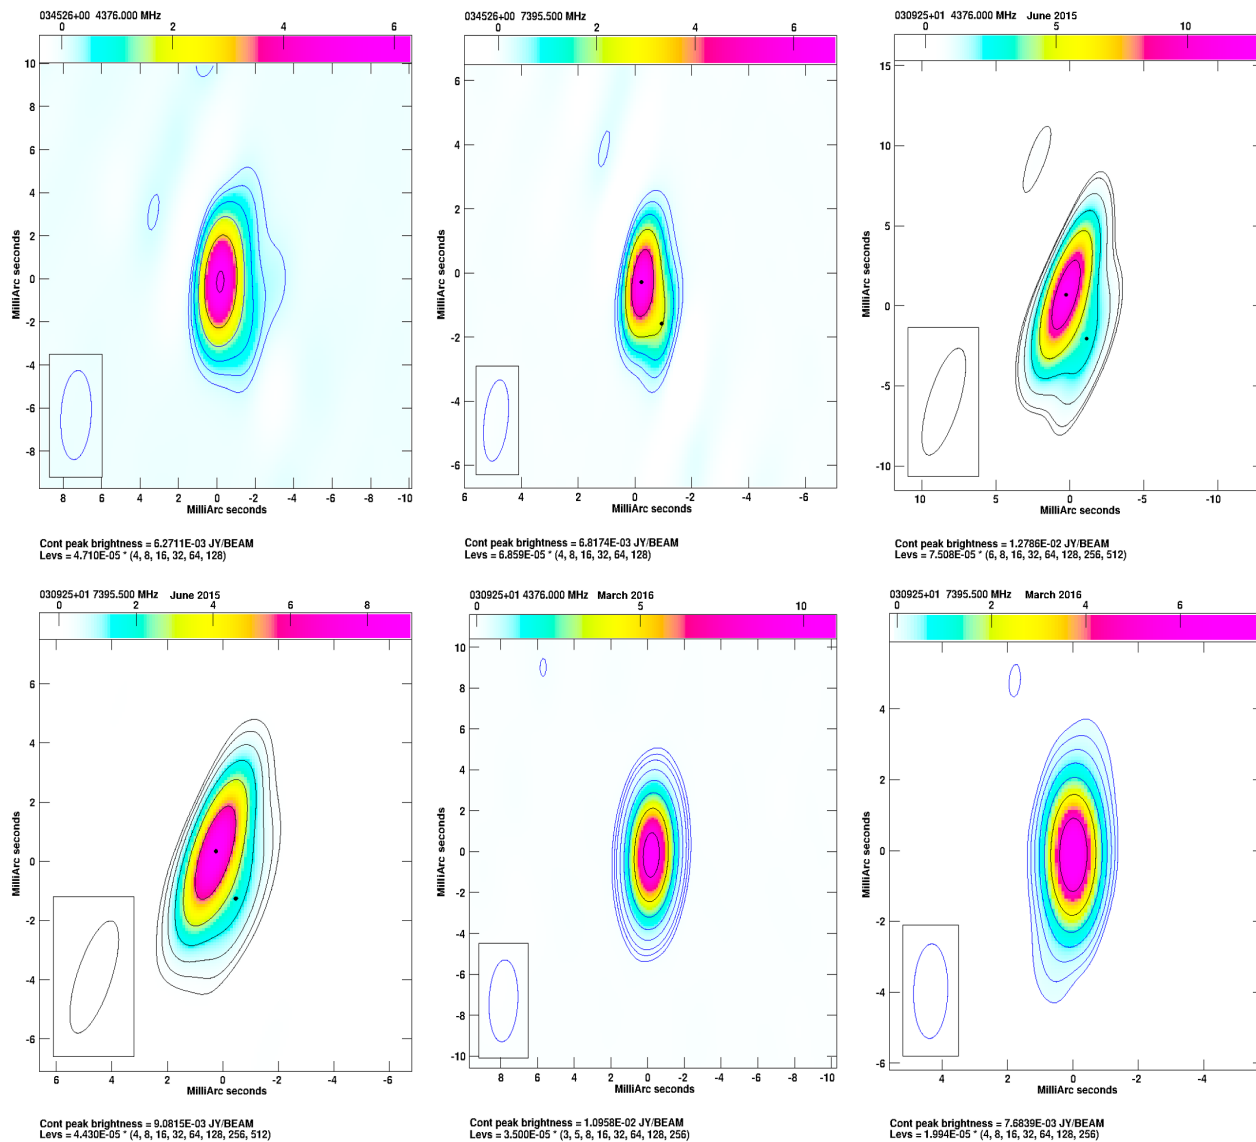 034526+00 4376.000 MHz
0 2 4 6
10
8
6
4
2
0
-2
-4
-6
-8
MilliArc seconds
8 6 4 2 0 -2 -4 -6 -8 -10
MilliArc seconds
Cont peak brightness = 6.2711E-03 JY/BEAM
Levs = 4.710E-05 * (4, 8, 16, 32, 64, 128)
034526+00 7395.500 MHz
0 2 4 6
6
4
2
0
-2
-4
-6
MilliArc seconds
6 4 2 0 -2 -4 -6
MilliArc seconds
Cont peak brightness = 6.8174E-03 JY/BEAM
Levs = 6.859E-05 * (4, 8, 16, 32, 64, 128)
030925+01 4376.000 MHz June 2015
0 5 10
15
10
5
0
-5
-10
MilliArc seconds
10 5 0 -5 -10
MilliArc seconds
Cont peak brightness = 1.2786E-02 JY/BEAM
Levs = 7.508E-05 * (6, 8, 16, 32, 64, 128, 256, 512)
030925+01 7395.500 MHz June 2015
0 2 4 6 8
6
4
2
0
-2
-4
-6
MilliArc seconds
6 4 2 0 -2 -4 -6
MilliArc seconds
Cont peak brightness = 9.0815E-03 JY/BEAM
Levs = 4.430E-05 * (4, 8, 16, 32, 64, 128, 256, 512)
030925+01 4376.000 MHz March 2016
0 5 10
10
8
6
4
2
0
-2
-4
-6
-8
-10
MilliArc seconds
8 6 4 2 0 -2 -4 -6 -8 -10
MilliArc seconds
Cont peak brightness = 1.0958E-02 JY/BEAM
Levs = 3.500E-05 * (3, 5, 8, 16, 32, 64, 128, 256)
030925+01 7395.500 MHz March 2016
0 2 4 6
4
2
0
-2
-4
-6
MilliArc seconds
4 2 0 -2 -4
MilliArc seconds
Cont peak brightness = 7.6839E-03 JY/BEAM
Levs = 1.994E-05 * (4, 8, 16, 32, 64, 128, 256)